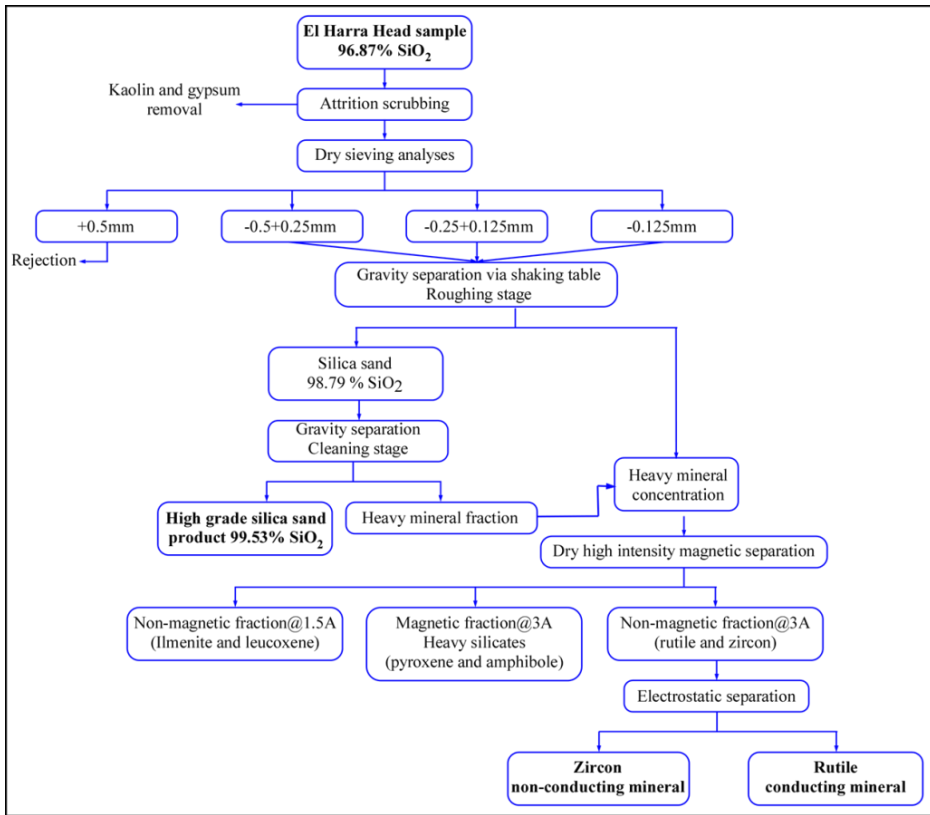 El Harra Head sample
96.87% SiO2
Kaolin and gypsum
removal
Attrition scrubbing
Dry sieving analyses
+0.5mm
-0.5+0.25mm
-0.25+0.125mm
-0.125mm
Rejection
Gravity separation via shaking table
Roughing stage
Silica sand
98.79 % SiO2
Gravity separation
Cleaning stage
Heavy mineral
concentration
High grade silica sand
product 99.53% SiO2
Heavy mineral fraction
Dry high intensity magnetic separation
Non-magnetic fraction@1.5A
(Ilmenite and leucoxene)
Magnetic fraction@3A
Heavy silicates
(pyroxene and amphibole)
Non-magnetic fraction@3A
(rutile and zircon)
Electrostatic separation
Zircon
non-conducting mineral
Rutile
conducting mineral